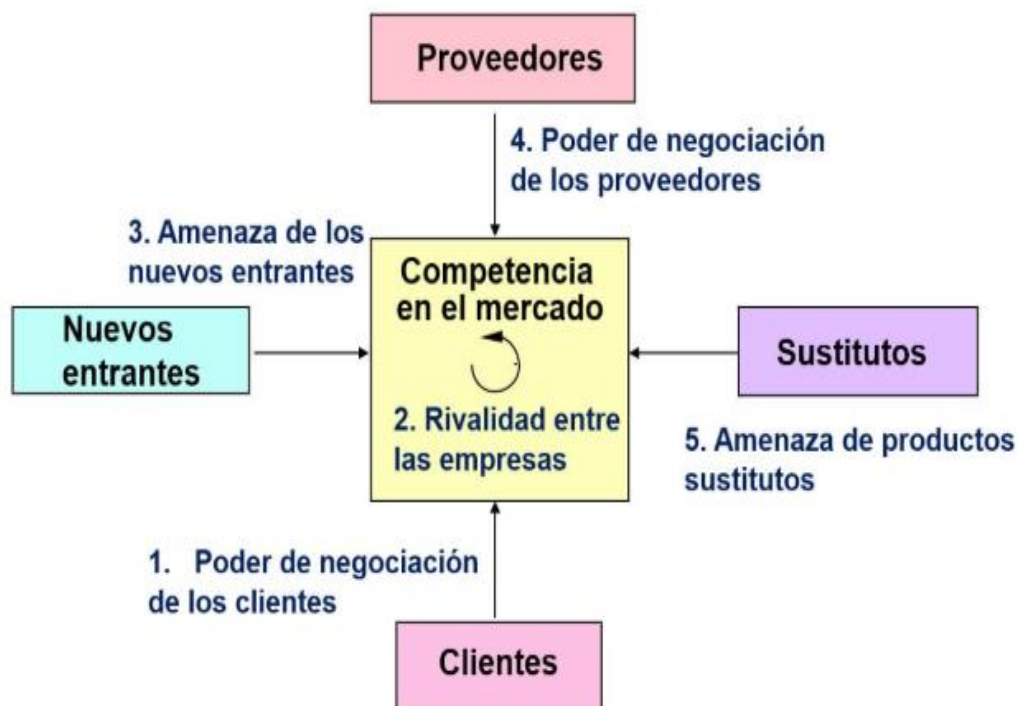 Proveedores
4. Poder de negociación
de los proveedores
3. Amenaza de los
nuevos entrantes
Competencia
en el mercado
Nuevos
entrantes
Sustitutos
2. Rivalidad entre
las empresas
5. Amenaza de productos
sustitutos
1. Poder de negociación
de los clientes
Clientes